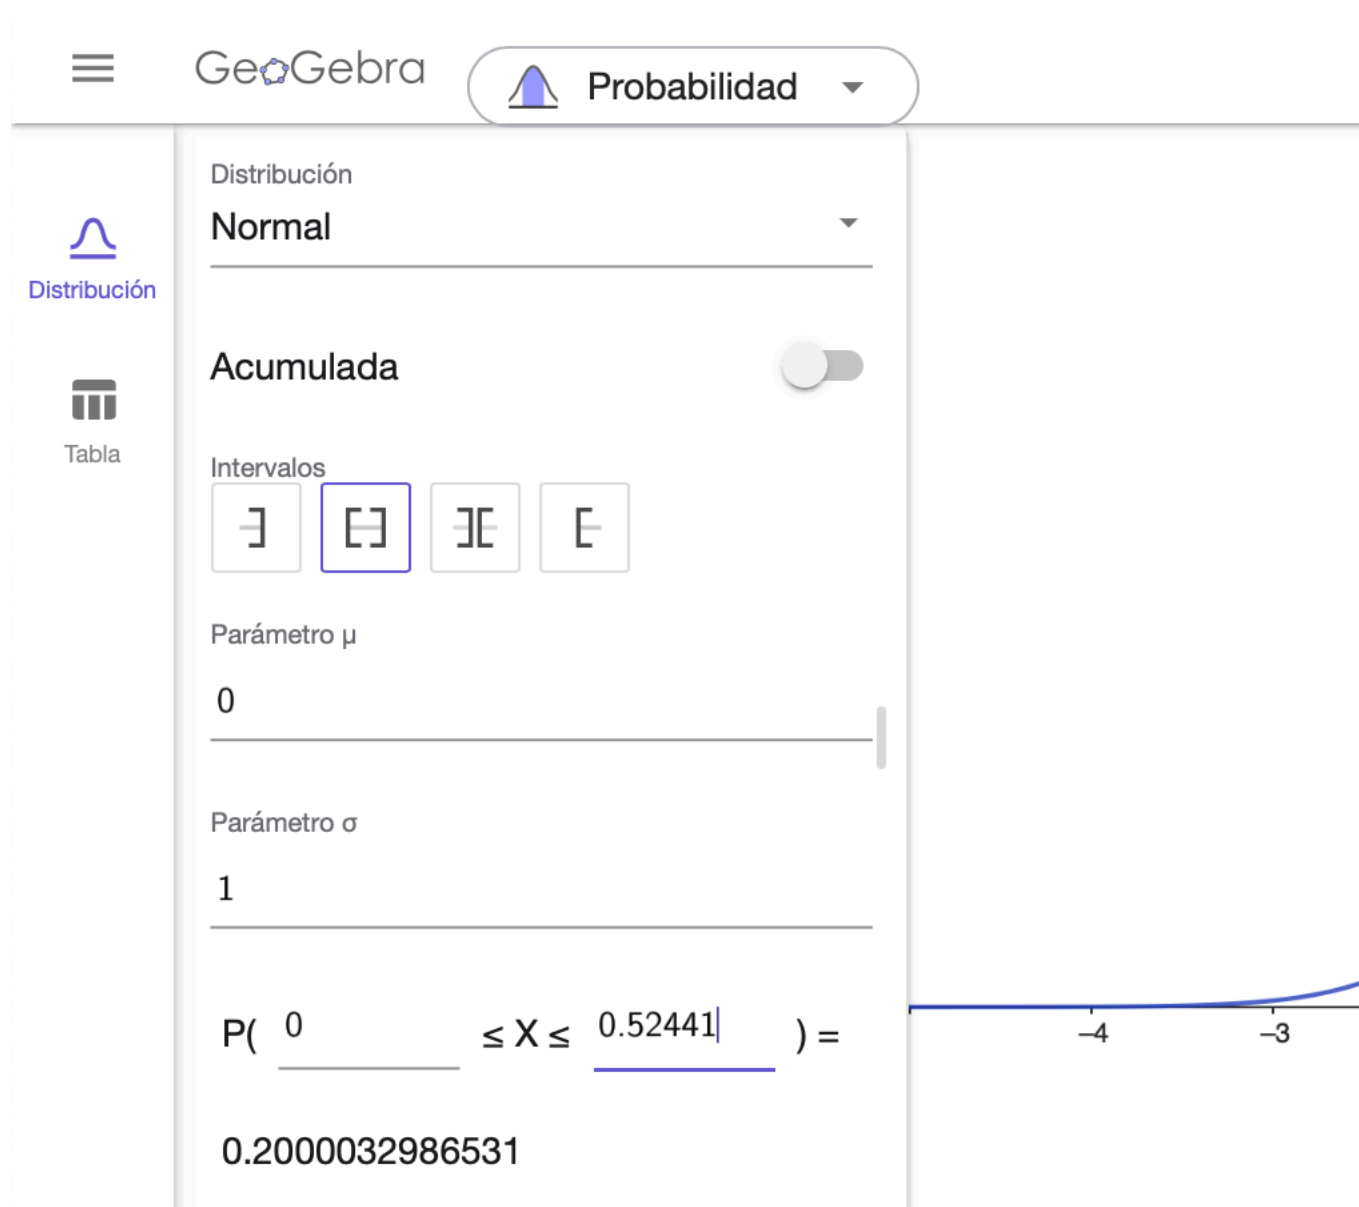 GeoGebra
Probabilidad
Distribución
Tabla
Distribución
Normal
Acumulada
Intervalos
Parámetro μ
0
Parámetro σ
1
P( 0 ≤ X ≤ 0.52441 ) =
0.2000032986531
–4 –3